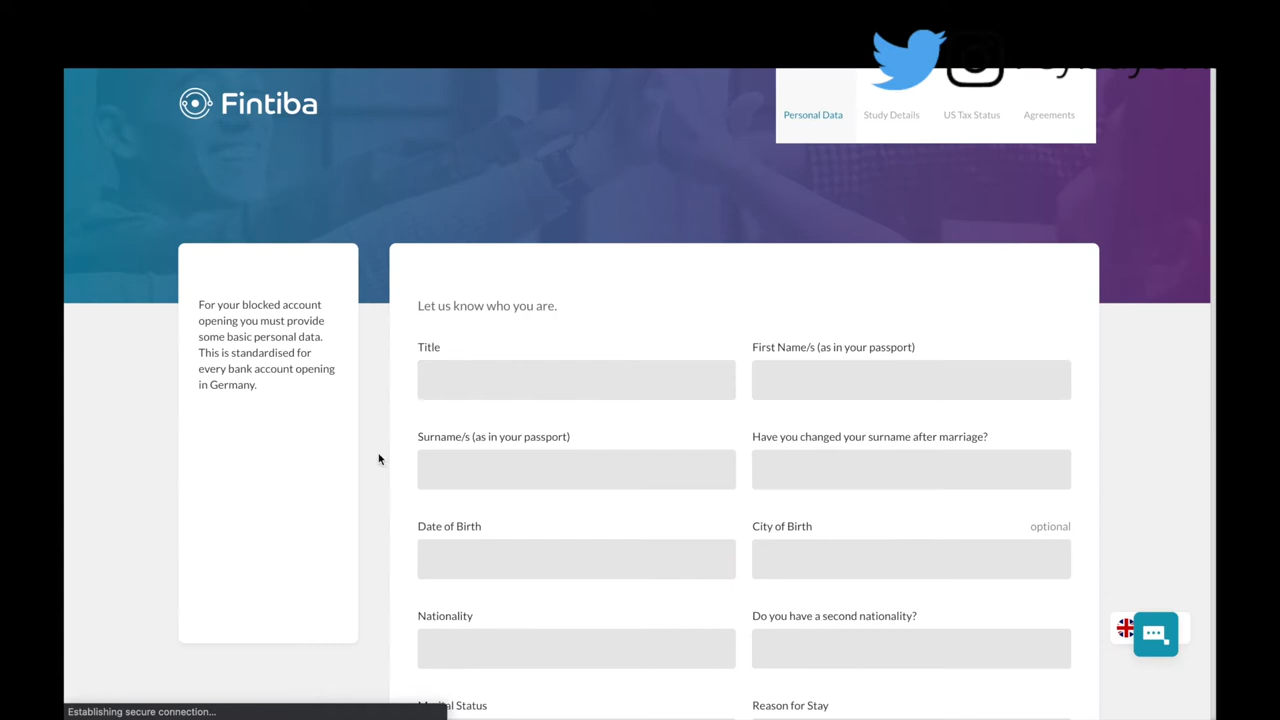 Fintiba
Personal Data
Study Details
US Tax Status
Agreements
For your blocked account
opening you must provide
some basic personal data.
This is standardised for
every bank account opening
in Germany.
Let us know who you are.
Title
First Name/s (as in your passport)
Surname/s (as in your passport)
Have you changed your surname after marriage?
Date of Birth
City of Birth
optional
Nationality
Do you have a second nationality?
Marital Status
Reason for Stay
Establishing secure connection...